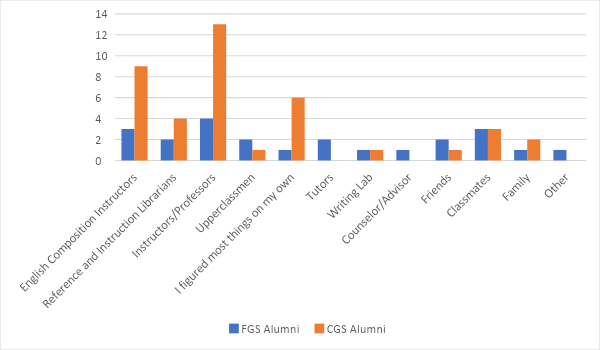 14
12
10
8
6
4
2
0
English Composition Instructors
Reference and Instruction Librarians
Instructors/Professors
Upperclassmen
I figured most things on my own
Tutors
Writing Lab
Counselor/Advisor
Friends
Classmates
Family
Other
FGS Alumni CGS Alumni